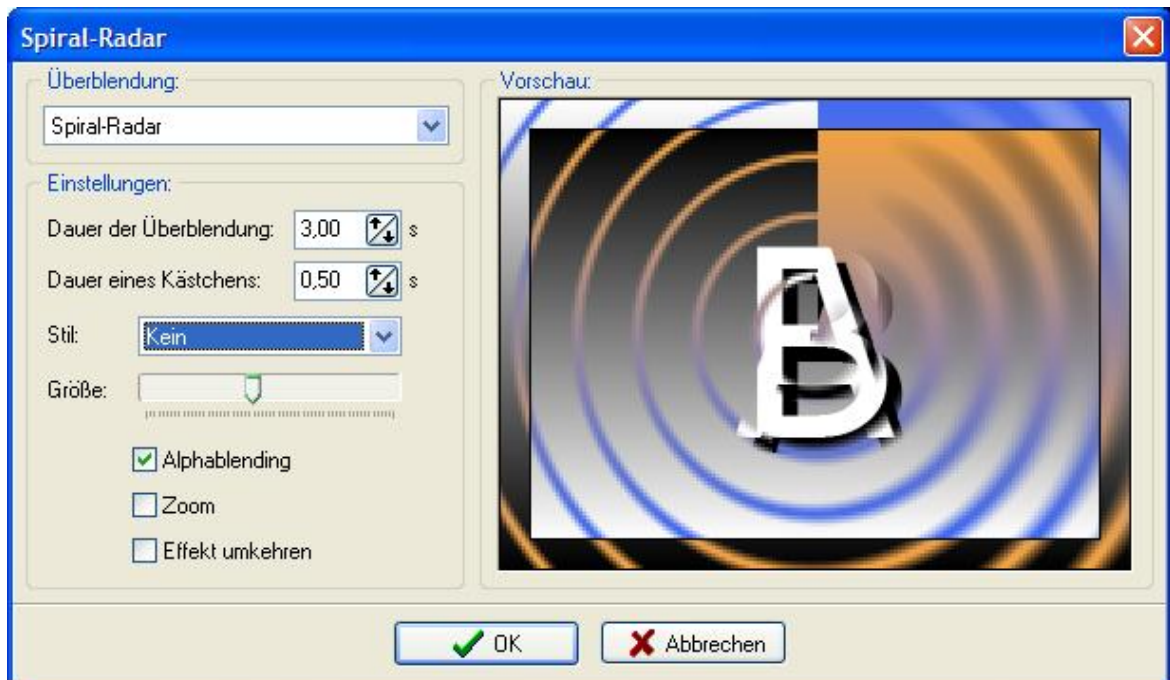 Spiral-Radar
Überblendung:
Spiral-Radar
Einstellungen:
Dauer der Überblendung: 3,00 s
Dauer eines Kästchens: 0,50 s
Stil: Kein
Größe:
Alphablending
Zoom
Effekt umkehren
Vorschau:
A
B
OK
Abbrechen